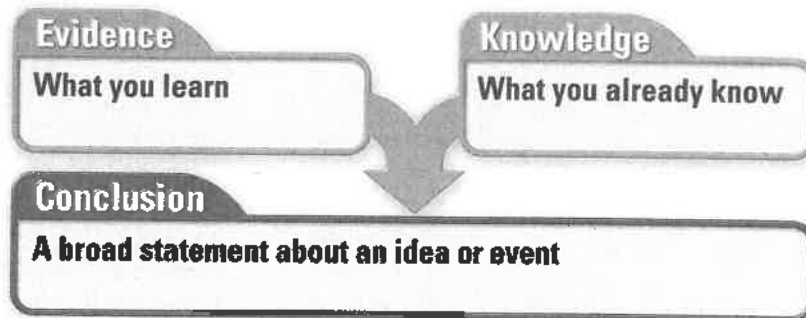 Evidence
What you learn
Knowledge
What you already know
Conclusion
A broad statement about an idea or event